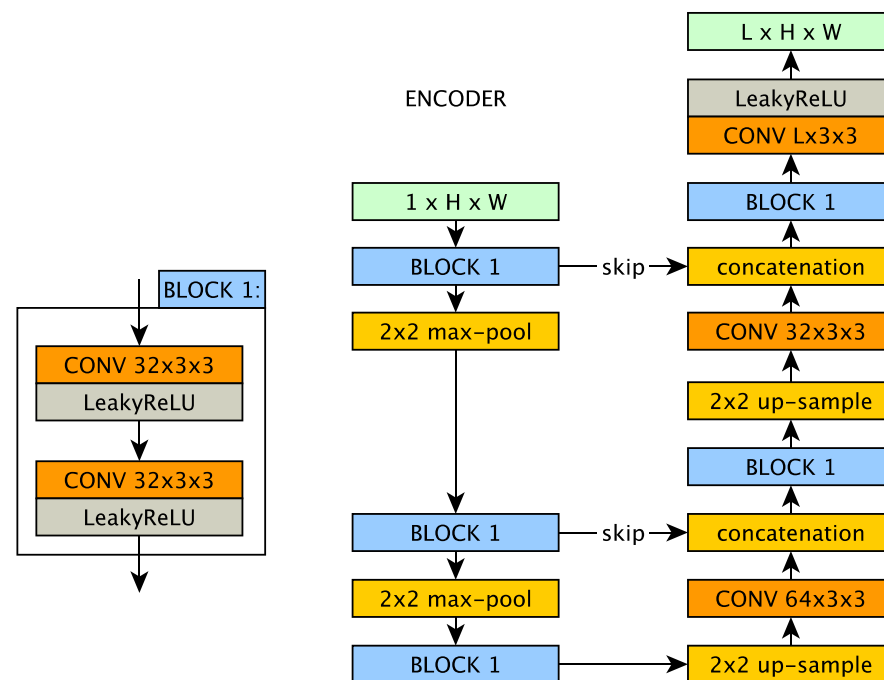 BLOCK 1:
CONV 32x3x3
LeakyReLU
CONV 32x3x3
LeakyReLU
ENCODER
1 x H x W
BLOCK 1
2x2 max-pool
BLOCK 1
2x2 max-pool
BLOCK 1
skip
skip
L x H x W
LeakyReLU
CONV Lx3x3
BLOCK 1
concatenation
CONV 32x3x3
2x2 up-sample
BLOCK 1
concatenation
CONV 64x3x3
2x2 up-sample